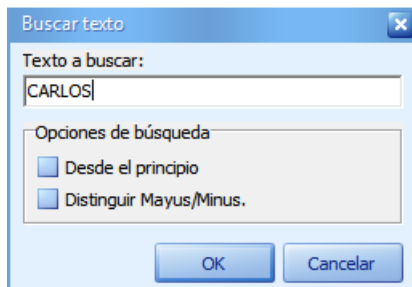 Buscar texto
Texto a buscar:
CARLOS
Opciones de búsqueda
Desde el principio
Distinguir Mayus/Minus.
OK Cancelar